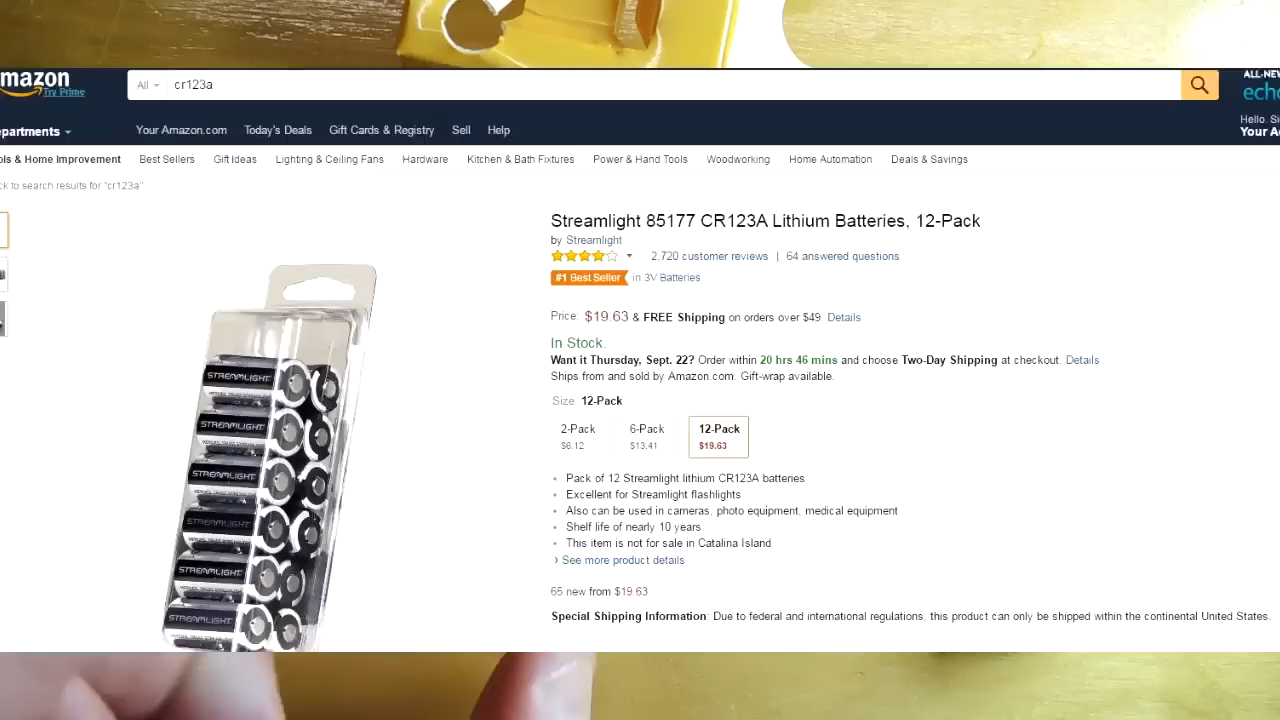 mazon
Try Prime
All
cr123a
ALL-NEW
echo
partments
Your Amazon.com Today's Deals Gift Cards & Registry Sell Help
Hello. Si
Your A
ols & Home Improvement Best Sellers Gift Ideas Lighting & Ceiling Fans Hardware Kitchen & Bath Fixtures Power & Hand Tools Woodworking Home Automation Deals & Savings
ck to search results for "cr123a"
Streamlight 85177 CR123A Lithium Batteries, 12-Pack
by Streamlight
2,720 customer reviews | 64 answered questions
#1 Best Seller in 3V Batteries
Price: $19.63 & FREE Shipping on orders over $49. Details
In Stock.
Want it Thursday, Sept. 22? Order within 20 hrs 46 mins and choose Two-Day Shipping at checkout. Details
Ships from and sold by Amazon.com. Gift-wrap available.
Size: 12-Pack
2-Pack 6-Pack 12-Pack
$6.12 $13.41 $19.63
Pack of 12 Streamlight lithium CR123A batteries
Excellent for Streamlight flashlights
Also can be used in cameras, photo equipment, medical equipment
Shelf life of nearly 10 years
This item is not for sale in Catalina Island
› See more product details
65 new from $19.63
Special Shipping Information: Due to federal and international regulations, this product can only be shipped within the continental United States.
STREAMLIGHT
STREAMLIGHT
STREAMLIGHT
STREAMLIGHT
STREAMLIGHT
STREAMLIGHT